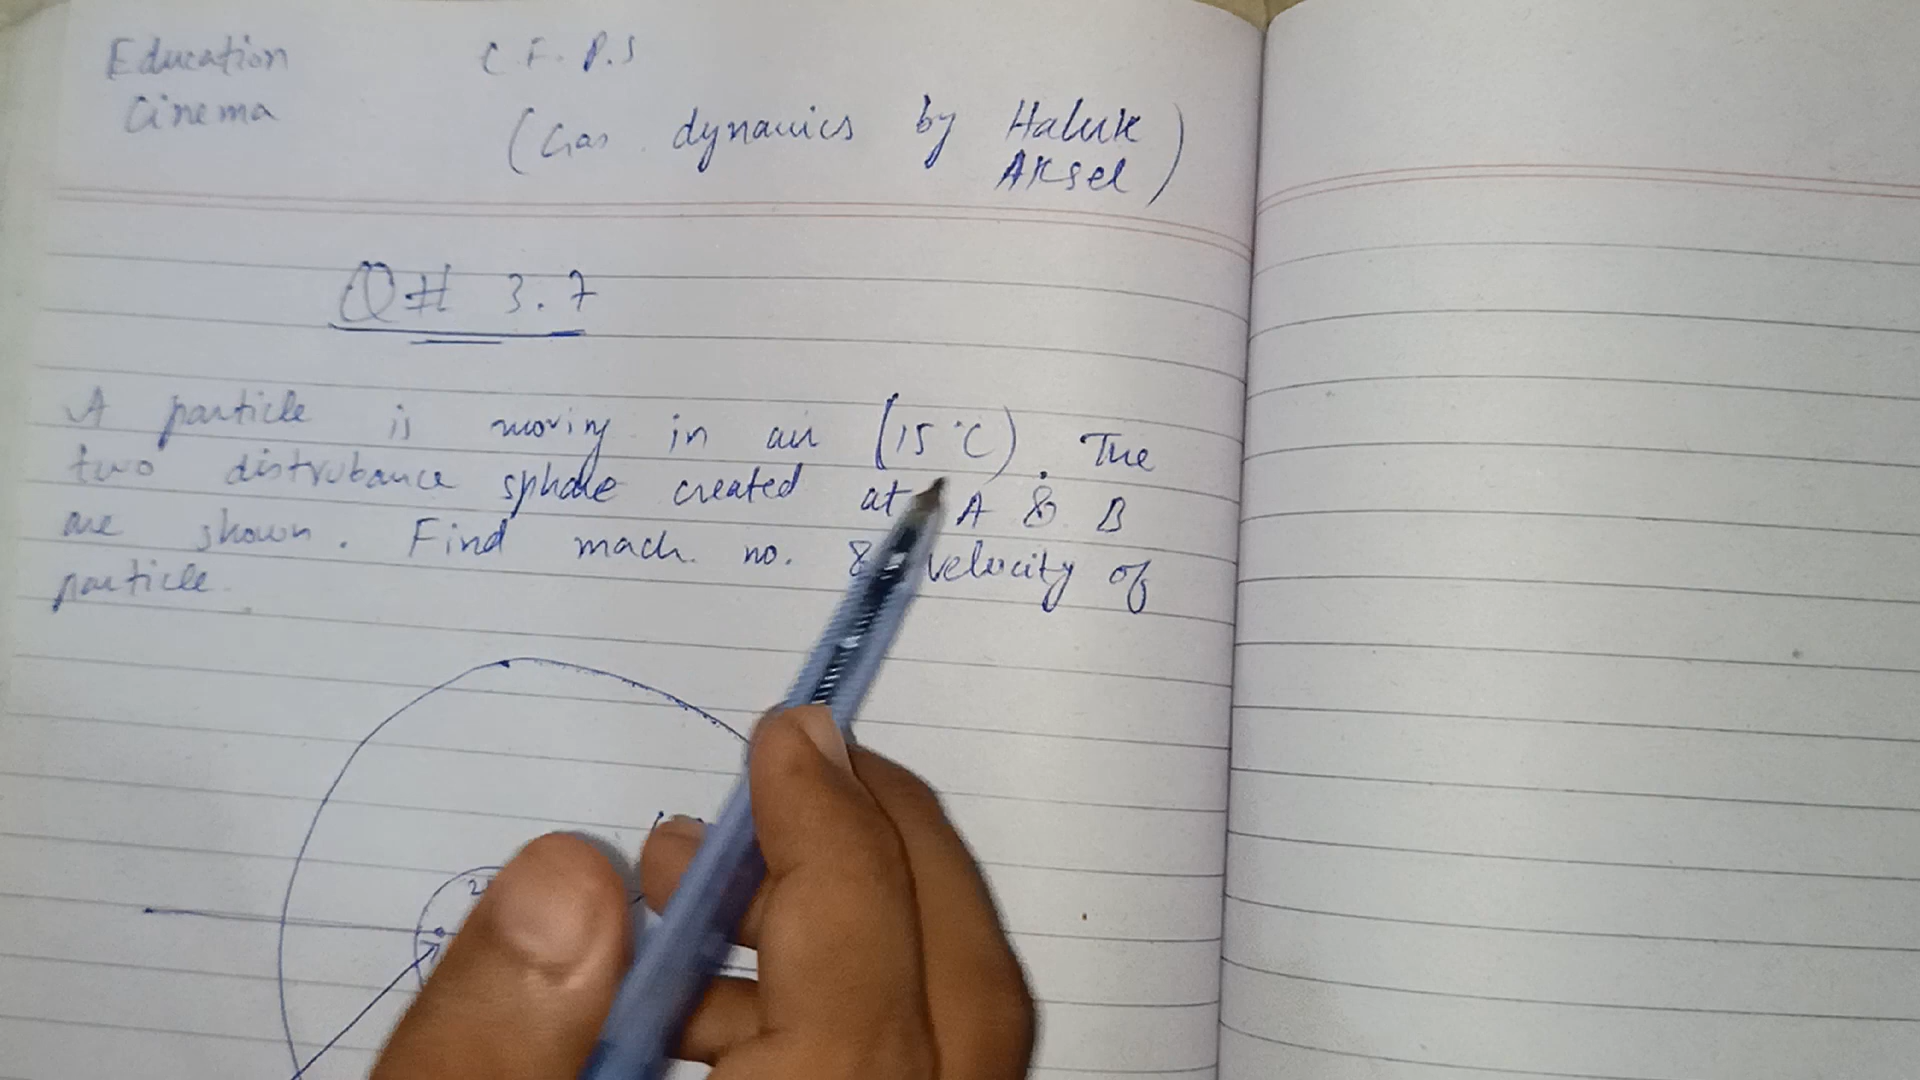 Education
Cinema
C F. P.S
(Gas dynamics by Haluk
Aksel)
Q# 3.7
A particle is moving in air (15°C). The
two distrubance sphere created at A & B
are shown. Find mach. no. & velocity of
particle.